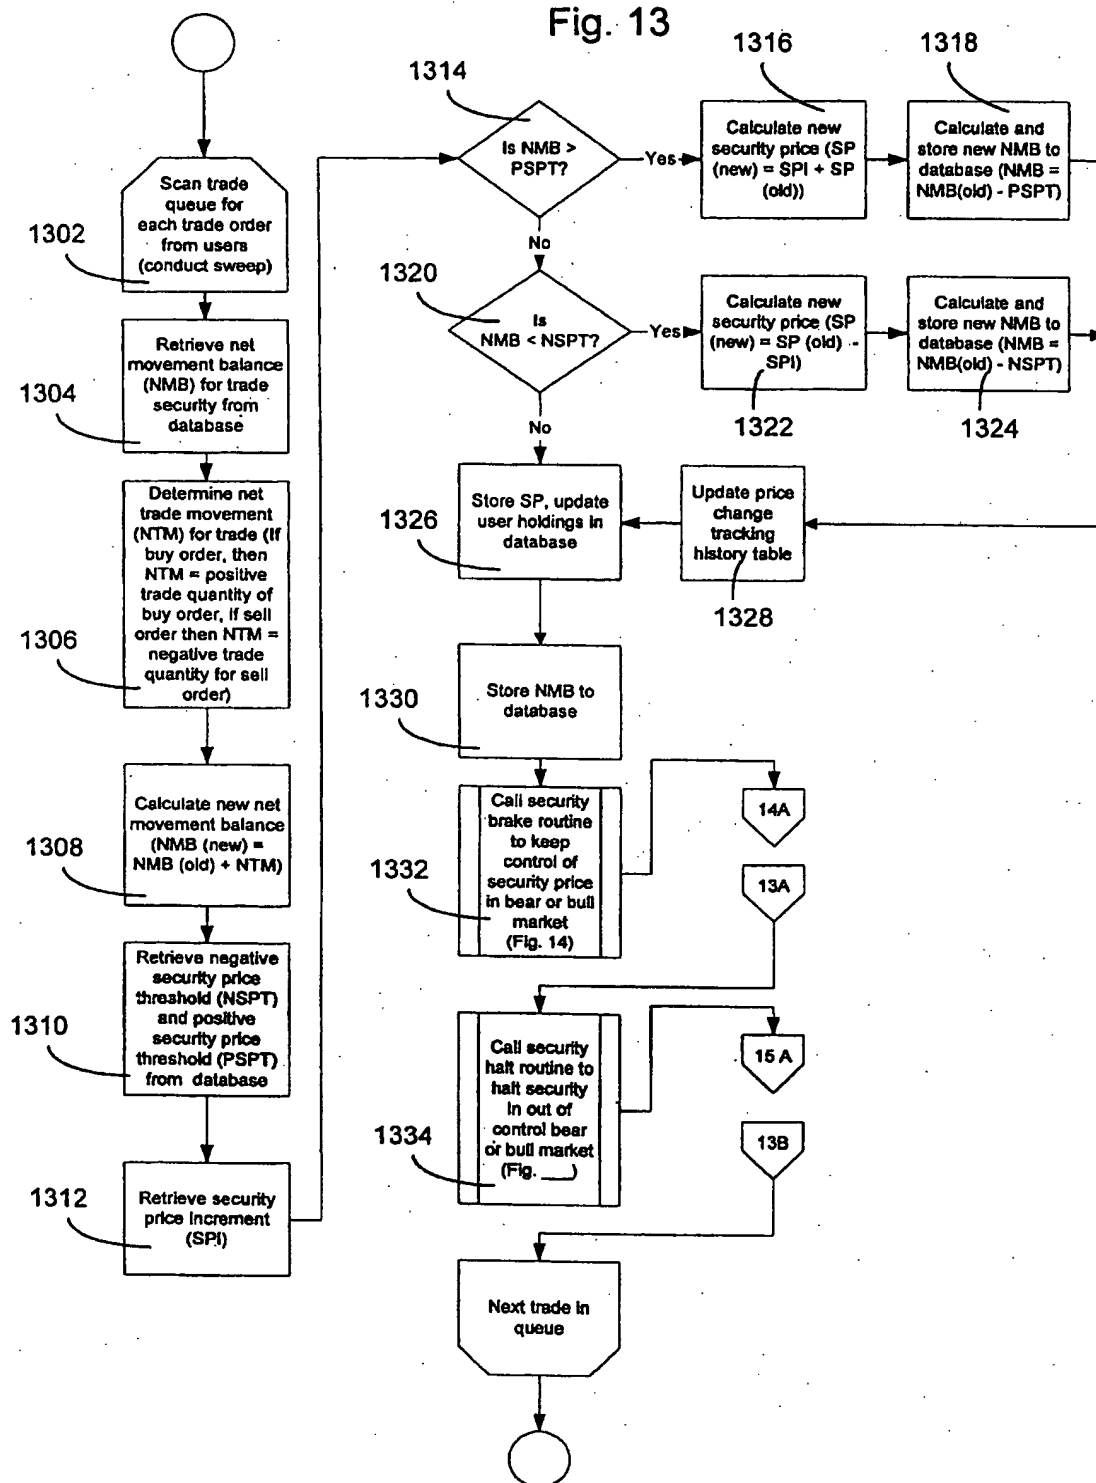 Fig. 13
1302
Scan trade
queue for
each trade order
from users
(conduct sweep)
1304
Retrieve net
movement balance
(NMB) for trade
security from
database
1306
Determine net
trade movement
(NTM) for trade (If
buy order, then
NTM = positive
trade quantity of
buy order, if sell
order then NTM =
negative trade
quantity for sell
order)
1308
Calculate new net
movement balance
(NMB (new) =
NMB (old) + NTM)
1310
Retrieve negative
security price
threshold (NSPT)
and positive
security price
threshold (PSPT)
from database
1312
Retrieve security
price increment
(SPI)
1314
Is NMB >
PSPT?
Yes
No
1316
Calculate new
security price (SP
(new) = SPI + SP
(old))
1318
Calculate and
store new NMB to
database (NMB =
NMB(old) - PSPT)
1320
Is
NMB < NSPT?
Yes
No
Calculate new
security price (SP
(new) = SP (old) -
SPI)
1322
Calculate and
store new NMB to
database (NMB =
NMB(old) - NSPT)
1324
1326
Store SP, update
user holdings in
database
Update price
change
tracking
history table
1328
1330
Store NMB to
database
1332
Call security
brake routine
to keep
control of
security price
in bear or bull
market
(Fig. 14)
14A
13A
1334
Call security
halt routine to
halt security
in out of
control bear
or bull market
(Fig. __)
15 A
13B
Next trade in
queue